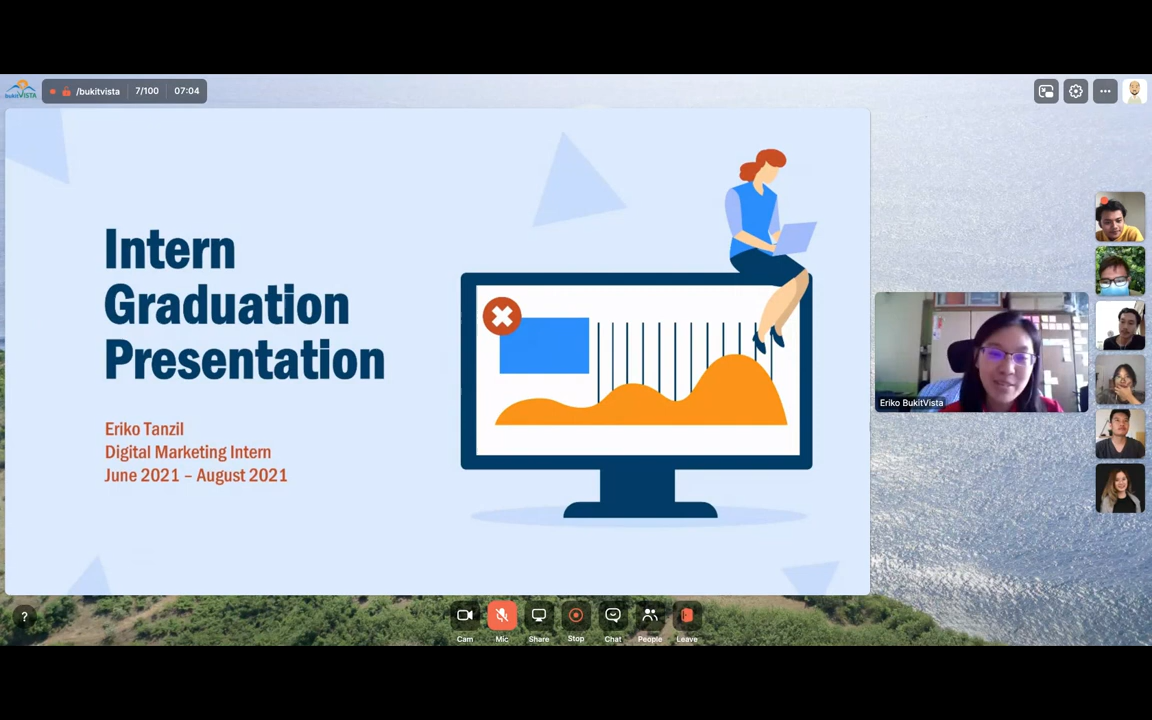 BukitVISTA
/bukitvista
7/100
07:04
Intern
Graduation
Presentation
Eriko Tanzil
Digital Marketing Intern
June 2021 – August 2021
Eriko BukitVista
?
Cam
Mic
Share
Stop
Chat
People
Leave